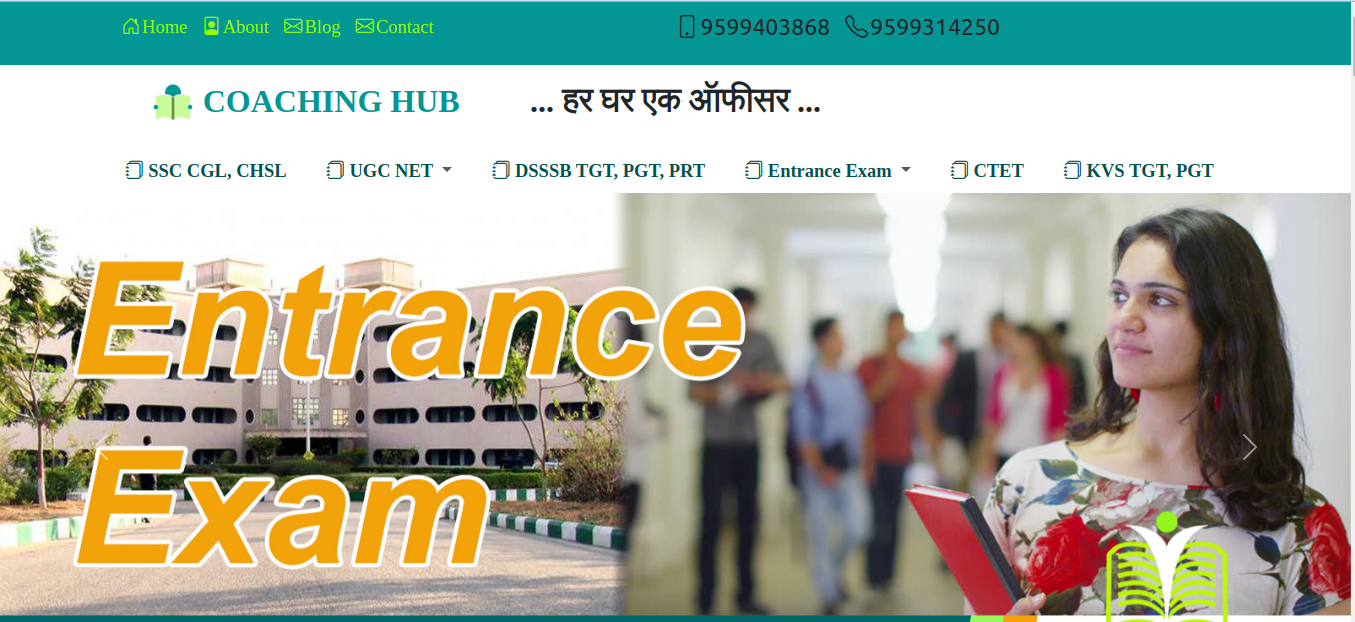 Home About Blog Contact 9599403868 9599314250
COACHING HUB ... हर घर एक ऑफीसर ...
SSC CGL, CHSL UGC NET DSSSB TGT, PGT, PRT Entrance Exam CTET KVS TGT, PGT
Entrance
Exam